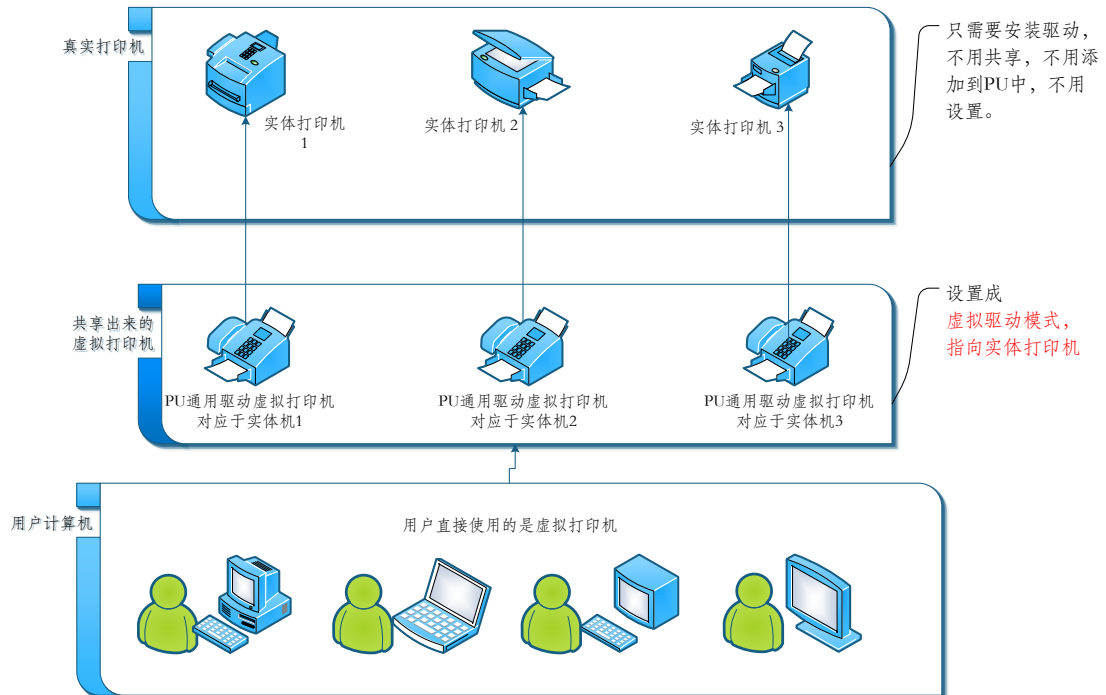 真实打印机
实体打印机
1
实体打印机 2
实体打印机 3
只需要安装驱动，
不用共享，不用添
加到PU中，不用
设置。
共享出来的
虚拟打印机
PU通用驱动虚拟打印机
对应于实体机1
PU通用驱动虚拟打印机
对应于实体机2
PU通用驱动虚拟打印机
对应于实体机3
设置成
虚拟驱动模式，
指向实体打印机
用户计算机
用户直接使用的是虚拟打印机